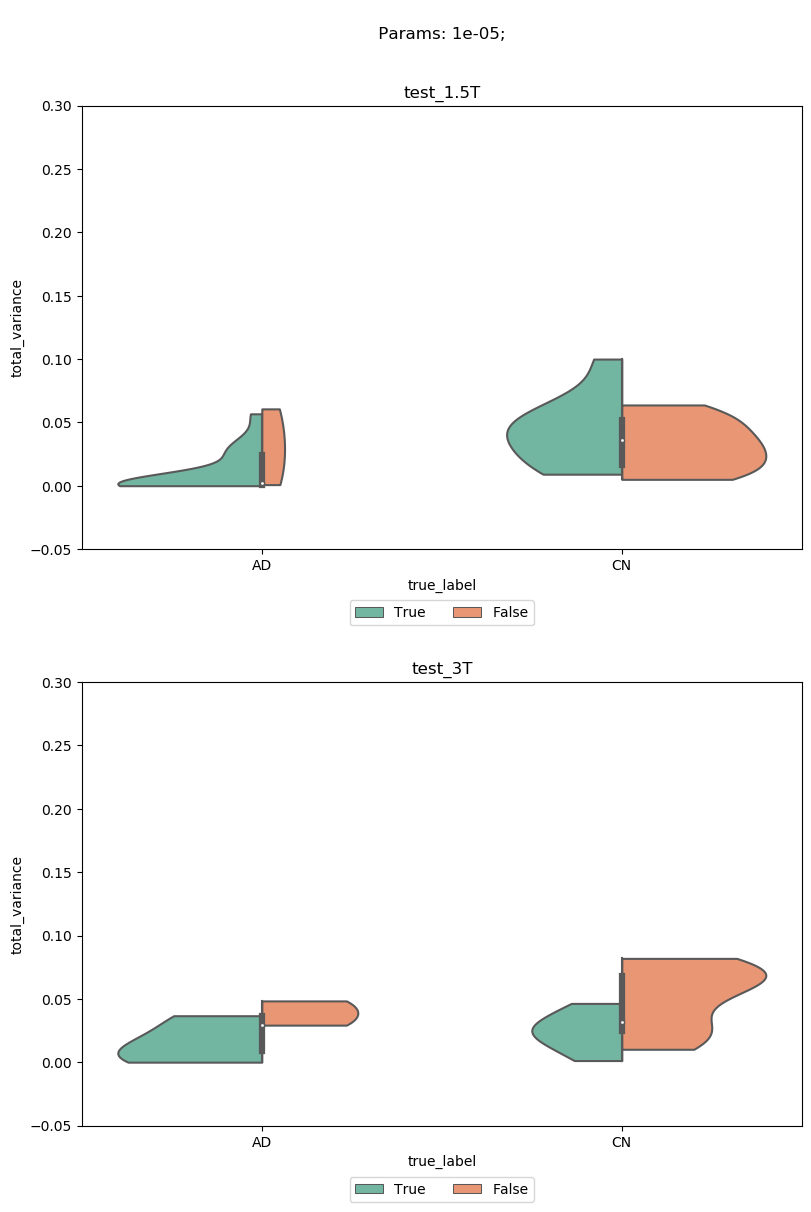 Params: 1e-05;
test_1.5T
0.30
0.25
0.20
0.15
0.10
0.05
0.00
−0.05
total_variance
AD CN
true_label
True False
test_3T
0.30
0.25
0.20
0.15
0.10
0.05
0.00
−0.05
total_variance
AD CN
true_label
True False